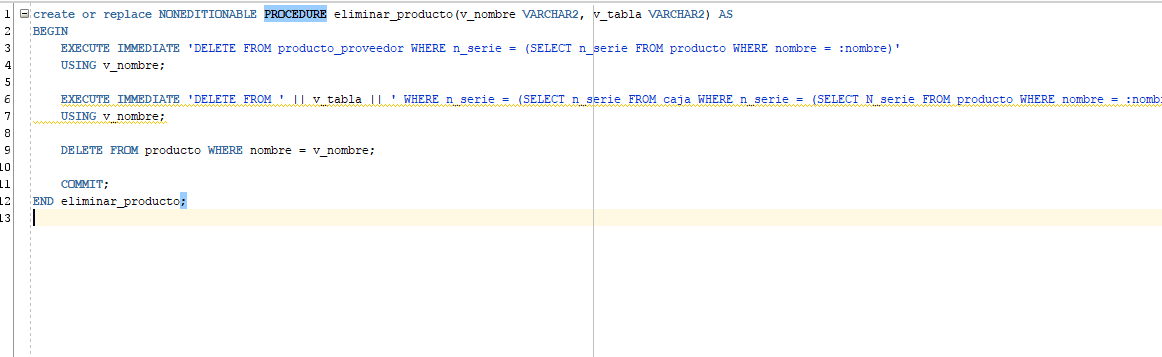 1 create or replace NONEDITIONABLE PROCEDURE eliminar_producto(v_nombre VARCHAR2, v_tabla VARCHAR2) AS
2 BEGIN
3 EXECUTE IMMEDIATE 'DELETE FROM producto_proveedor WHERE n_serie = (SELECT n_serie FROM producto WHERE nombre = :nombre)'
4 USING v_nombre;
5
6 EXECUTE IMMEDIATE 'DELETE FROM ' || v_tabla || ' WHERE n_serie = (SELECT n_serie FROM caja WHERE n_serie = (SELECT N_serie FROM producto WHERE nombre = :nomb
7 USING v_nombre;
8
9 DELETE FROM producto WHERE nombre = v_nombre;
10
11 COMMIT;
12 END eliminar_producto;
13